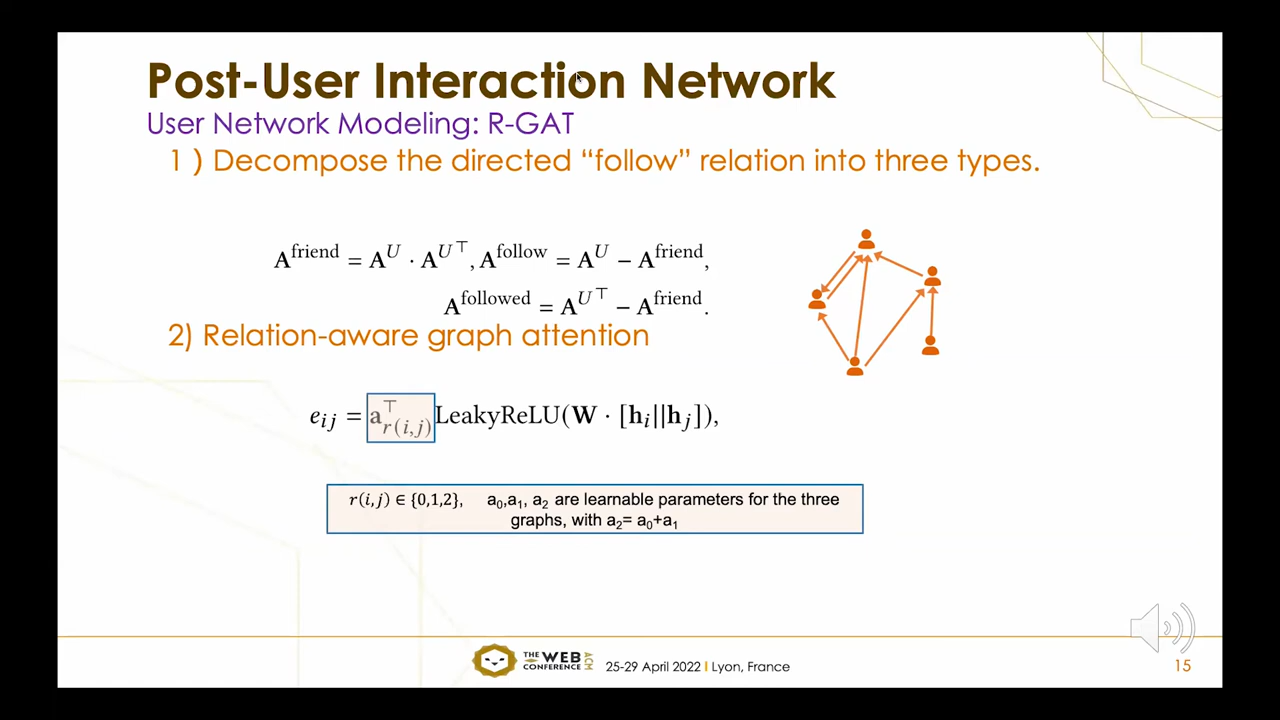 Post-User Interaction Network
User Network Modeling: R-GAT
1 ) Decompose the directed “follow” relation into three types.
A^friend = A^U · A^U⊤, A^follow = A^U − A^friend,
A^followed = A^U⊤ − A^friend.
2) Relation-aware graph attention
e_ij = a^⊤_r(i,j) LeakyReLU(W · [h_i||h_j]),
r(i,j) ∈ {0,1,2}, a₀,a₁, a₂ are learnable parameters for the three
graphs, with a₂= a₀+a₁
THE WEB CONFERENCE ACM 25-29 April 2022 I Lyon, France
15